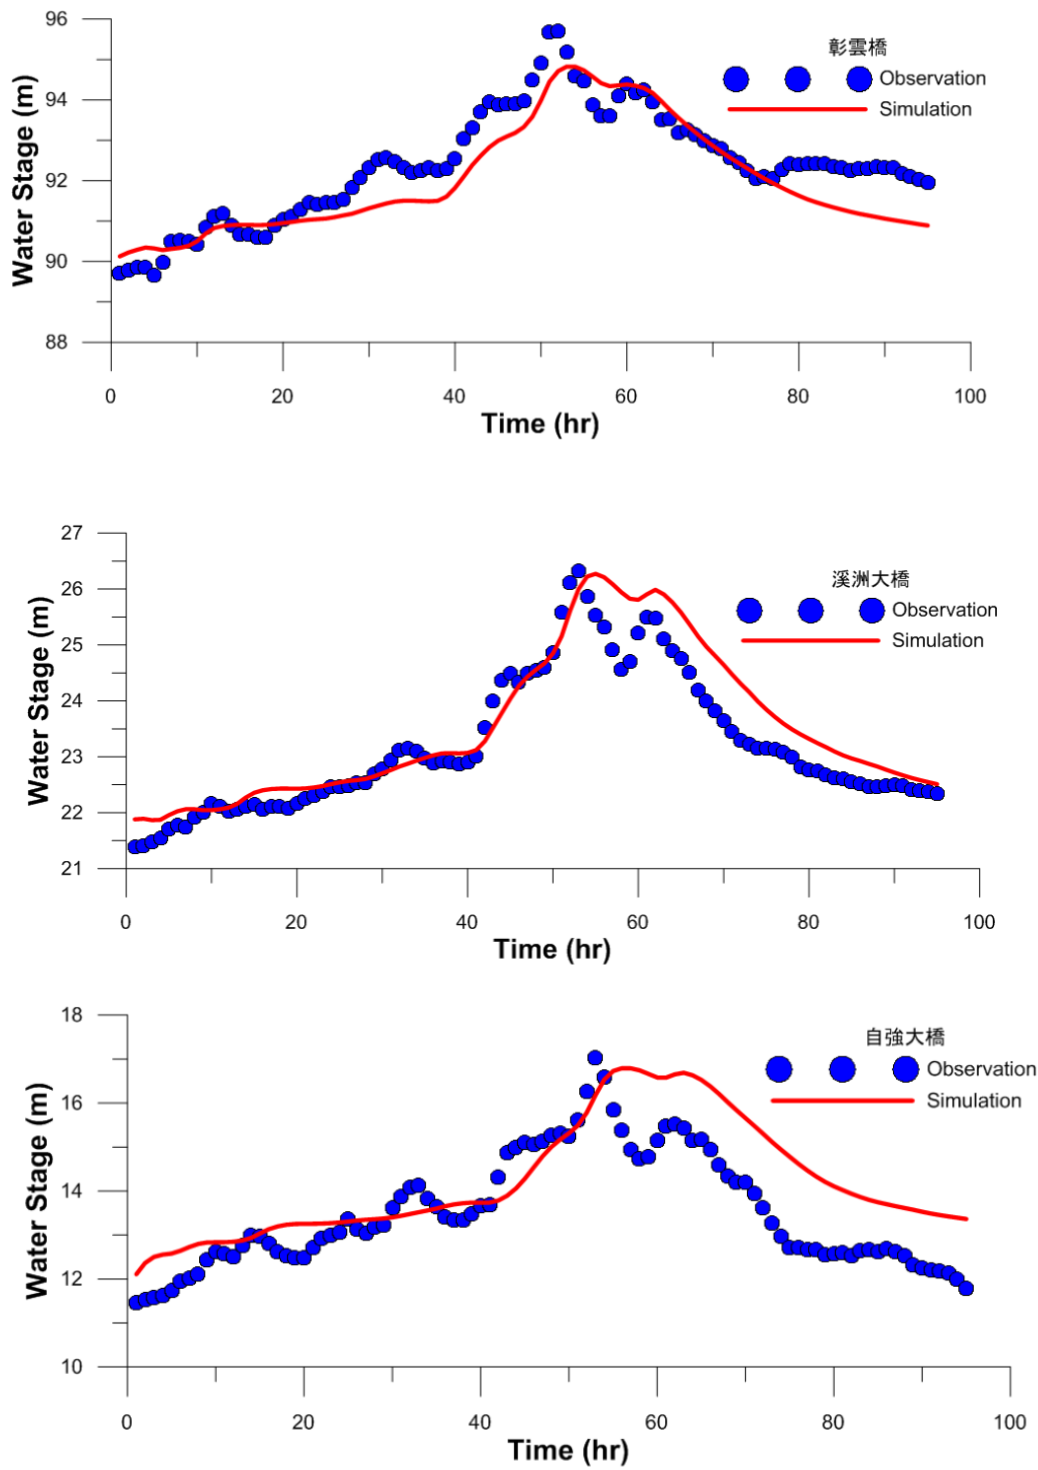 96
94
92
90
88
Water Stage (m)
彰雲橋
Observation
Simulation
0 20 40 60 80 100
Time (hr)
27
26
25
24
23
22
21
Water Stage (m)
溪洲大橋
Observation
Simulation
0 20 40 60 80 100
Time (hr)
18
16
14
12
10
Water Stage (m)
自強大橋
Observation
Simulation
0 20 40 60 80 100
Time (hr)